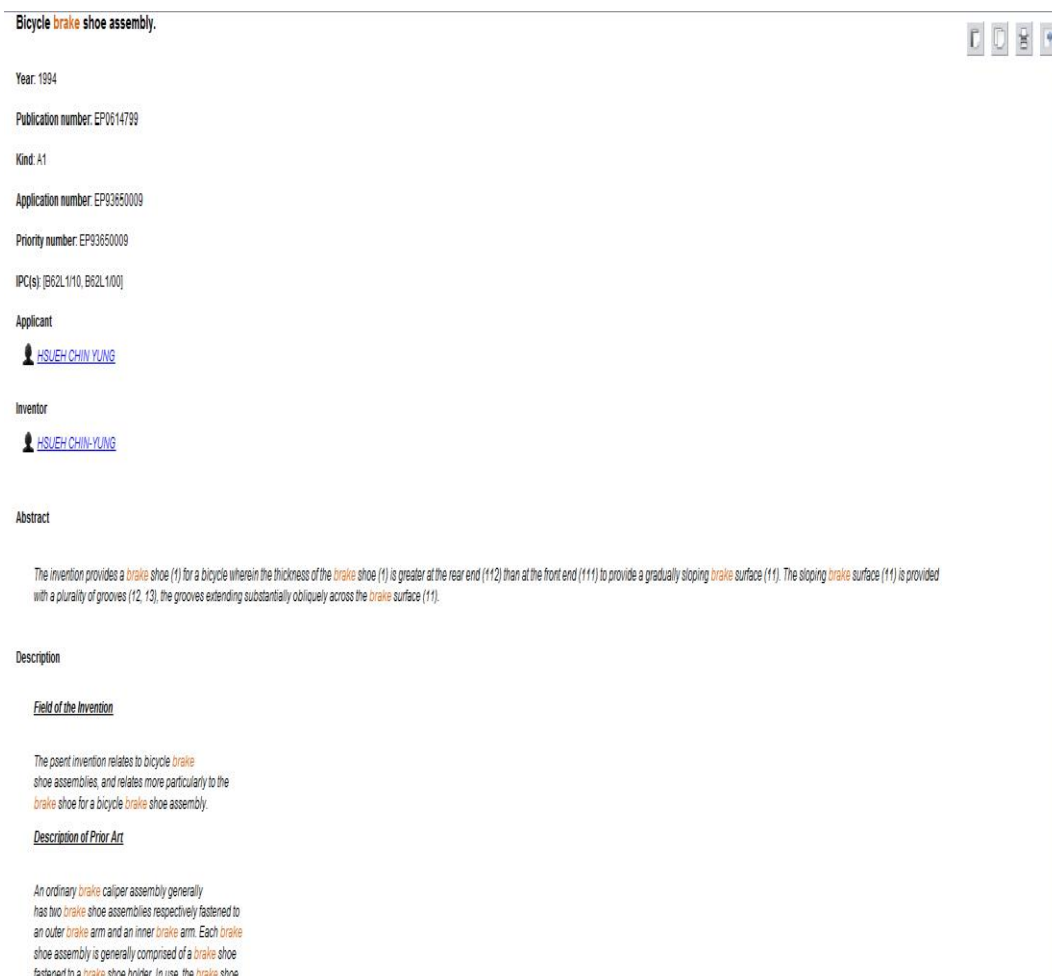 Bicycle brake shoe assembly.
Year: 1994
Publication number: EP0614799
Kind: A1
Application number: EP93650009
Priority number: EP93650009
IPC(s): [B62L1/10, B62L1/00]
Applicant
HSUEH CHIN YUNG
Inventor
HSUEH CHIN-YUNG
Abstract
The invention provides a brake shoe (1) for a bicycle wherein the thickness of the brake shoe (1) is greater at the rear end (112) than at the front end (111) to provide a gradually sloping brake surface (11). The sloping brake surface (11) is provided
with a plurality of grooves (12, 13), the grooves extending substantially obliquely across the brake surface (11).
Description
Field of the Invention
The psent invention relates to bicycle brake
shoe assemblies, and relates more particularly to the
brake shoe for a bicycle brake shoe assembly.
Description of Prior Art
An ordinary brake caliper assembly generally
has two brake shoe assemblies respectively fastened to
an outer brake arm and an inner brake arm. Each brake
shoe assembly is generally comprised of a brake shoe
fastened to a brake shoe holder. In use, the brake shoe